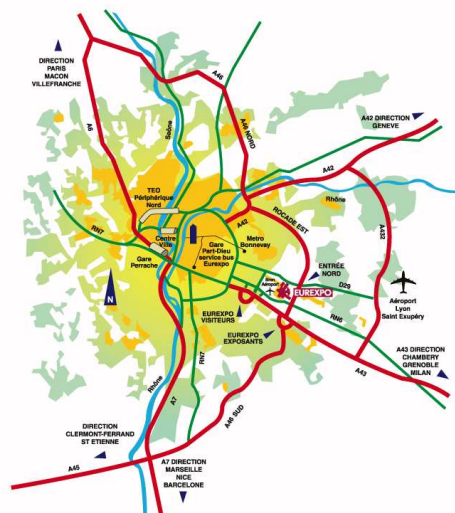 DIRECTION
PARIS
MACON
VILLEFRANCHE
A46
A6
Saône
A46 NORD
A42 DIRECTION
GENEVE
A42
TEO
Périphérique
Nord
Rhône
ROCADE EST
A432
RN7
Centre
Ville
A42
Gare
Part-Dieu
service bus
Eurexpo
Metro
Bonnevay
Gare
Perrache
ENTRÉE
NORD
Aéroport
EUREXPO
D29
Aéroport
Lyon
Saint Exupéry
N
EUREXPO
VISITEURS
RN6
EUREXPO
EXPOSANTS
A43 DIRECTION
CHAMBERY
GRENOBLE
MILAN
A43
RN7
Rhône
A7
A46 SUD
DIRECTION
CLERMONT-FERRAND
ST ETIENNE
A45
A7 DIRECTION
MARSEILLE
NICE
BARCELONE